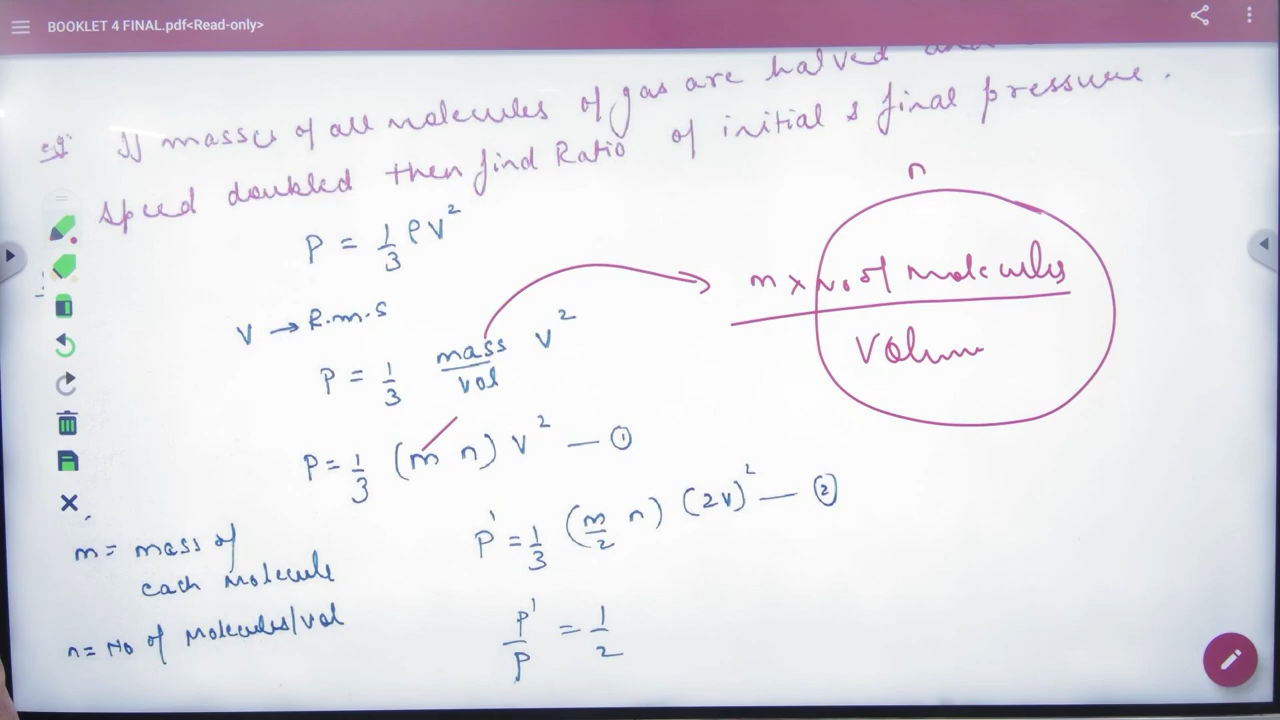 BOOKLET 4 FINAL.pdf<Read-only>
eg: If masses of all molecules of gas are halved and
speed doubled then find Ratio of initial & final pressure.
P = 1/3 ρV²
V → R.m.s
P = 1/3 mass/vol V²
n
m × No of molecules
Volume
P = 1/3 (m n) V² — ①
P' = 1/3 (m/2 n) (2V)² — ②
m = mass of
each molecule
n = No of molecules/vol
P'/P = 1/2